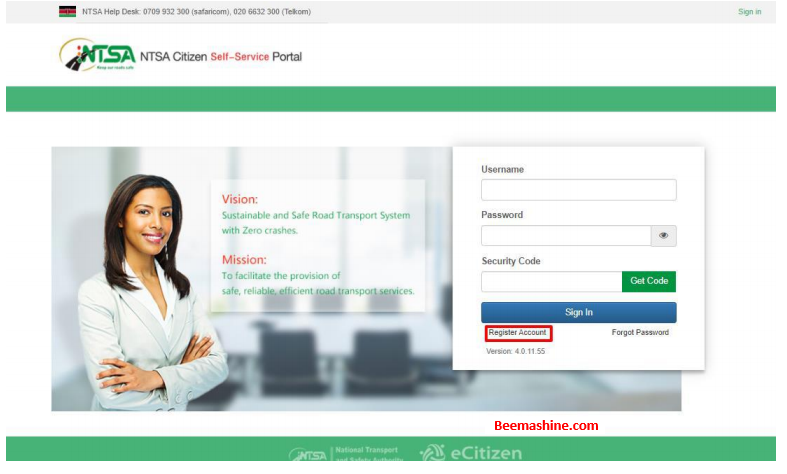 NTSA Help Desk: 0709 932 300 (safaricom), 020 6632 300 (Telkom)
Sign in
NTSA
Keep our roads safe
NTSA Citizen Self-Service Portal
Vision:
Sustainable and Safe Road Transport System
with Zero crashes.
Mission:
To facilitate the provision of
safe, reliable, efficient road transport services.
Username
Password
Security Code
Get Code
Sign In
Register Account
Forgot Password
Version: 4.0.11.55
Beemashine.com
NTSA
National Transport
and Safety Authority
eCitizen